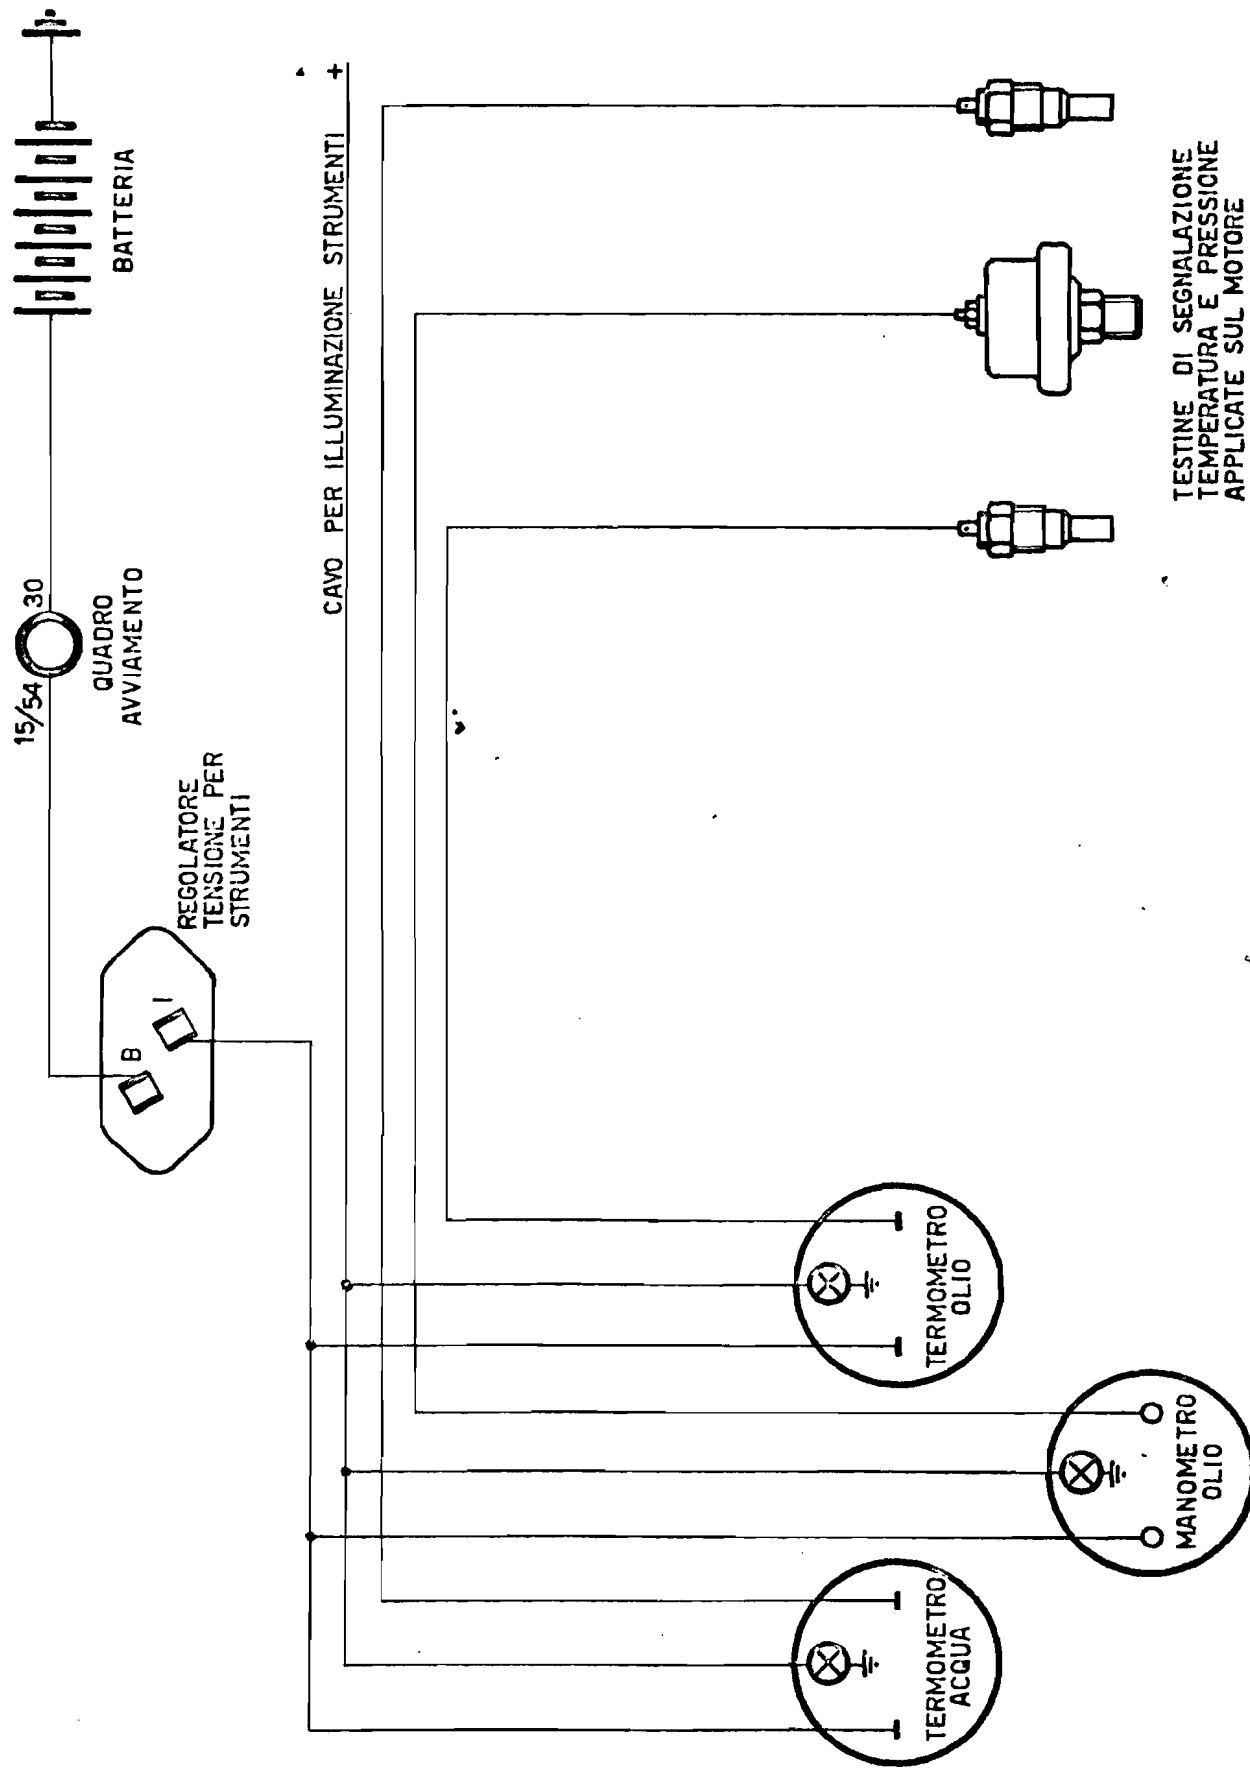 BATTERIA
30
15/54
QUADRO
AVVIAMENTO
REGOLATORE
TENSIONE PER
STRUMENTI
B
I
CAVO PER ILLUMINAZIONE STRUMENTI +
TERMOMETRO
ACQUA
MANOMETRO
OLIO
TERMOMETRO
OLIO
TESTINE DI SEGNALAZIONE
TEMPERATURA E PRESSIONE
APPLICATE SUL MOTORE